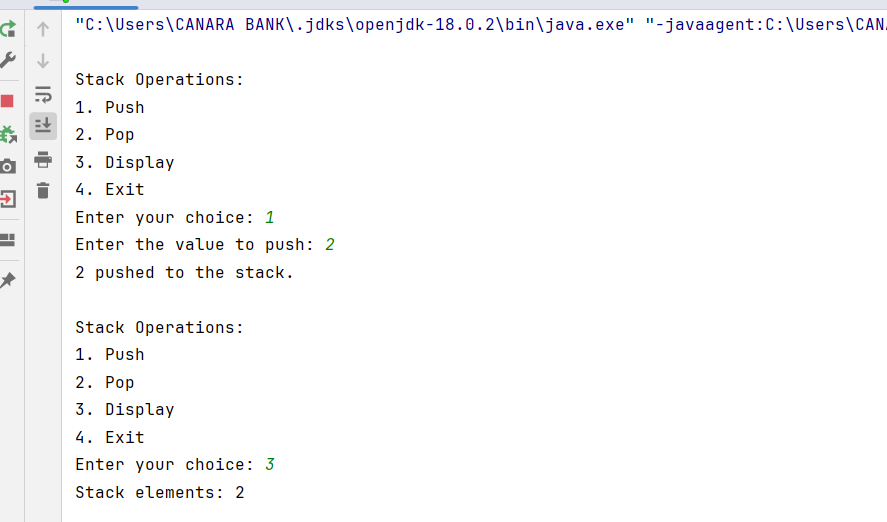 "C:\Users\CANARA BANK\.jdks\openjdk-18.0.2\bin\java.exe" "-javaagent:C:\Users\CANA
Stack Operations:
1. Push
2. Pop
3. Display
4. Exit
Enter your choice: 1
Enter the value to push: 2
2 pushed to the stack.
Stack Operations:
1. Push
2. Pop
3. Display
4. Exit
Enter your choice: 3
Stack elements: 2